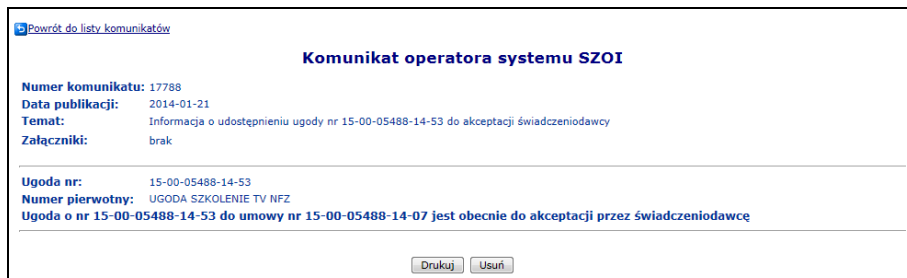 Powrót do listy komunikatów
Komunikat operatora systemu SZOI
Numer komunikatu: 17788
Data publikacji: 2014-01-21
Temat: Informacja o udostępnieniu ugody nr 15-00-05488-14-53 do akceptacji świadczeniodawcy
Załączniki: brak
Ugoda nr: 15-00-05488-14-53
Numer pierwotny: UGODA SZKOLENIE TV NFZ
Ugoda o nr 15-00-05488-14-53 do umowy nr 15-00-05488-14-07 jest obecnie do akceptacji przez świadczeniodawcę
Drukuj Usuń